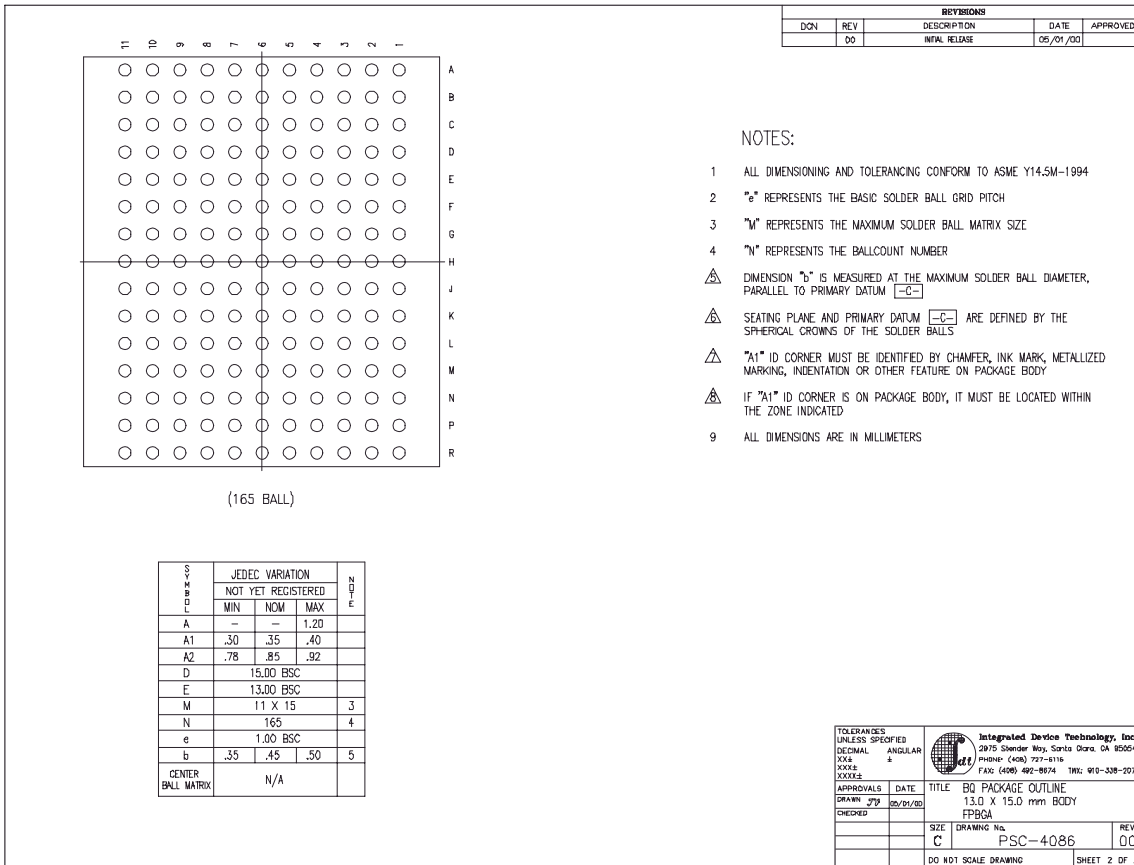 REVISIONS
DCN REV DESCRIPTION DATE APPROVED
00 INITIAL RELEASE 05/01/00
11 10 9 8 7 6 5 4 3 2 1
A
B
C
D
E
F
G
H
J
K
L
M
N
P
R
(165 BALL)
NOTES:
1 ALL DIMENSIONING AND TOLERANCING CONFORM TO ASME Y14.5M-1994
2 "e" REPRESENTS THE BASIC SOLDER BALL GRID PITCH
3 "M" REPRESENTS THE MAXIMUM SOLDER BALL MATRIX SIZE
4 "N" REPRESENTS THE BALLCOUNT NUMBER
5 DIMENSION "b" IS MEASURED AT THE MAXIMUM SOLDER BALL DIAMETER,
PARALLEL TO PRIMARY DATUM -C-
6 SEATING PLANE AND PRIMARY DATUM -C- ARE DEFINED BY THE
SPHERICAL CROWNS OF THE SOLDER BALLS
7 "A1" ID CORNER MUST BE IDENTIFIED BY CHAMFER, INK MARK, METALLIZED
MARKING, INDENTATION OR OTHER FEATURE ON PACKAGE BODY
8 IF "A1" ID CORNER IS ON PACKAGE BODY, IT MUST BE LOCATED WITHIN
THE ZONE INDICATED
9 ALL DIMENSIONS ARE IN MILLIMETERS
SYMBOL JEDEC VARIATION NOTE
NOT YET REGISTERED
MIN NOM MAX
A – – 1.20
A1 .30 .35 .40
A2 .78 .85 .92
D 15.00 BSC
E 13.00 BSC
M 11 X 15 3
N 165 4
e 1.00 BSC
b .35 .45 .50 5
CENTER
BALL MATRIX N/A
TOLERANCES
UNLESS SPECIFIED
DECIMAL ANGULAR
XX± ±
XXX±
XXXX±
idt
Integrated Device Technology, Inc
2975 Stender Way, Santa Clara, CA 9505
PHONE: (408) 727-6116
FAX: (408) 492-8674 TWX: 910-338-207
APPROVALS DATE
DRAWN 05/01/00
CHECKED
TITLE BQ PACKAGE OUTLINE
13.0 X 15.0 mm BODY
FPBGA
SIZE DRAWING No. REV
C PSC-4086 00
DO NOT SCALE DRAWING SHEET 2 OF